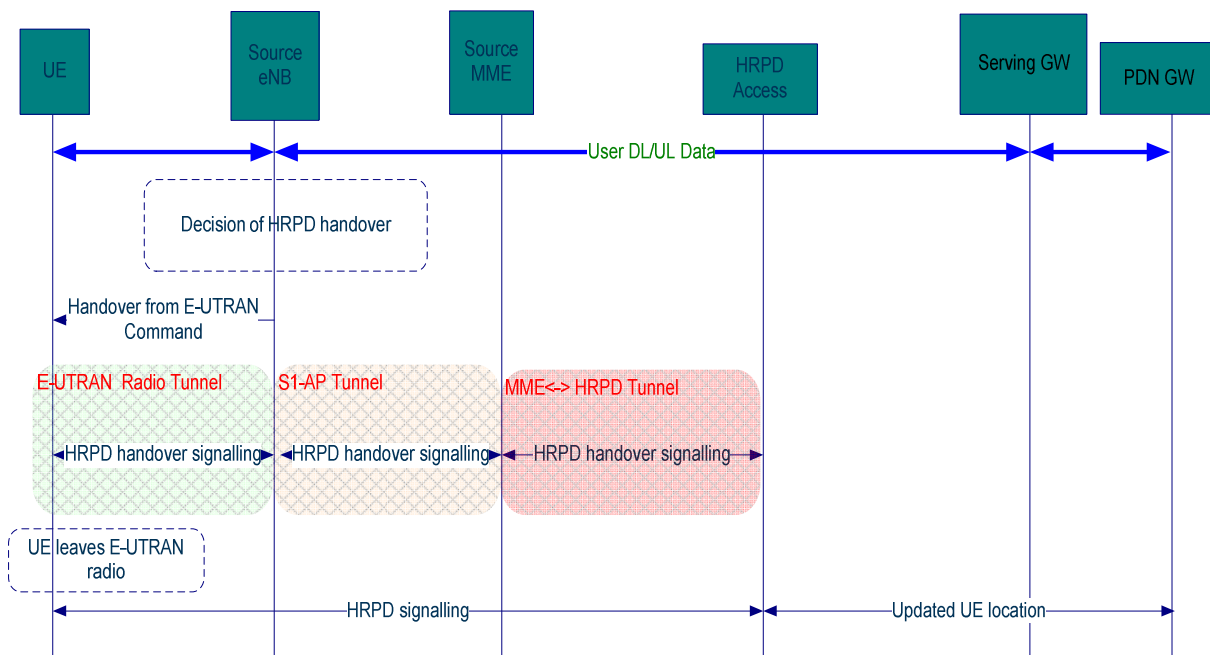 UE
Source
eNB
Source
MME
HRPD
Access
Serving GW
PDN GW
User DL/UL Data
Decision of HRPD handover
Handover from E-UTRAN
Command
E-UTRAN Radio Tunnel
S1-AP Tunnel
MME<-> HRPD Tunnel
HRPD handover signalling
HRPD handover signalling
HRPD handover signalling
UE leaves E-UTRAN
radio
HRPD signalling
Updated UE location